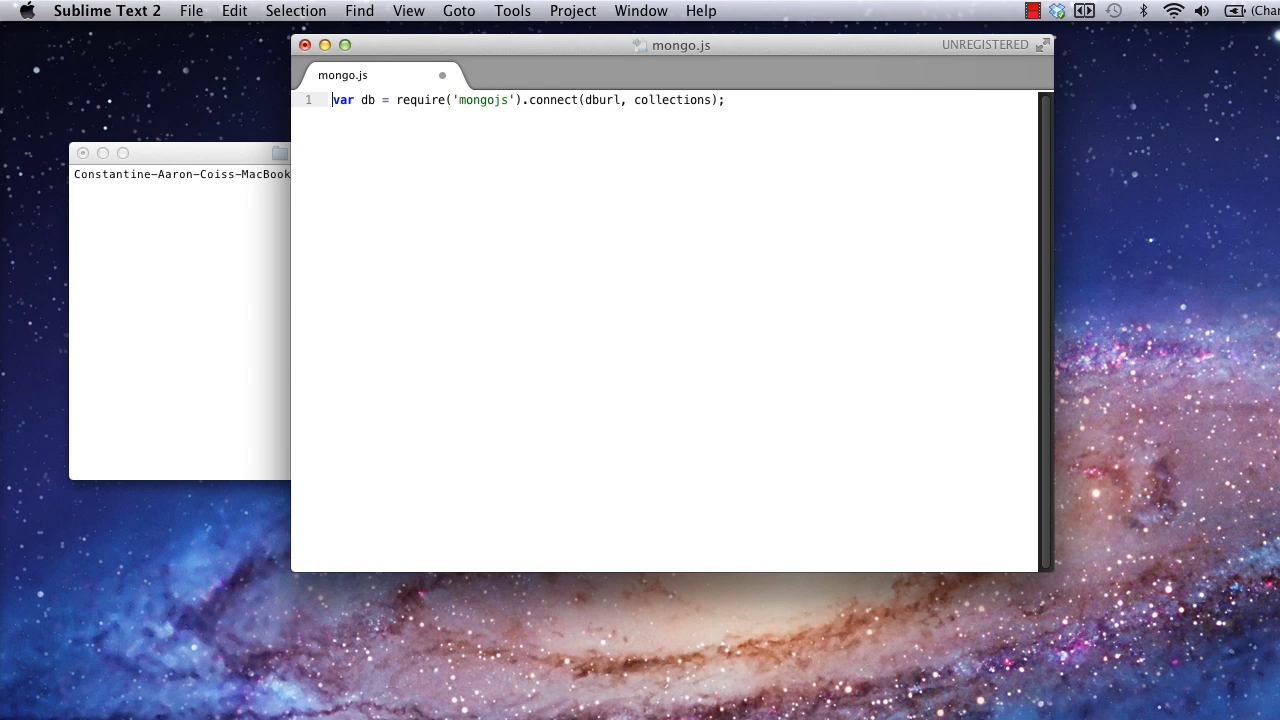 Sublime Text 2 File Edit Selection Find View Goto Tools Project Window Help (Char
mongo.js UNREGISTERED
mongo.js
1 var db = require('mongojs').connect(dburl, collections);
Constantine-Aaron-Coiss-MacBook